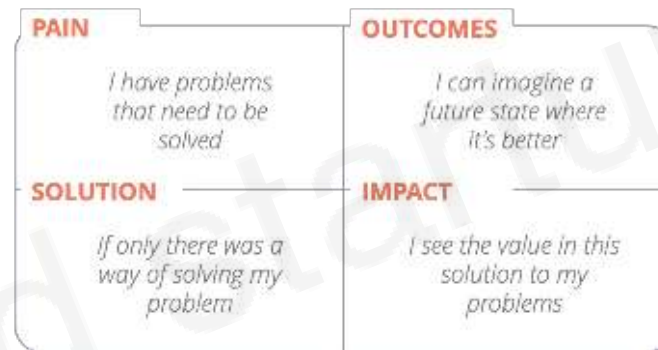 PAIN
I have problems
that need to be
solved
OUTCOMES
I can imagine a
future state where
it's better
SOLUTION
If only there was a
way of solving my
problem
IMPACT
I see the value in this
solution to my
problems